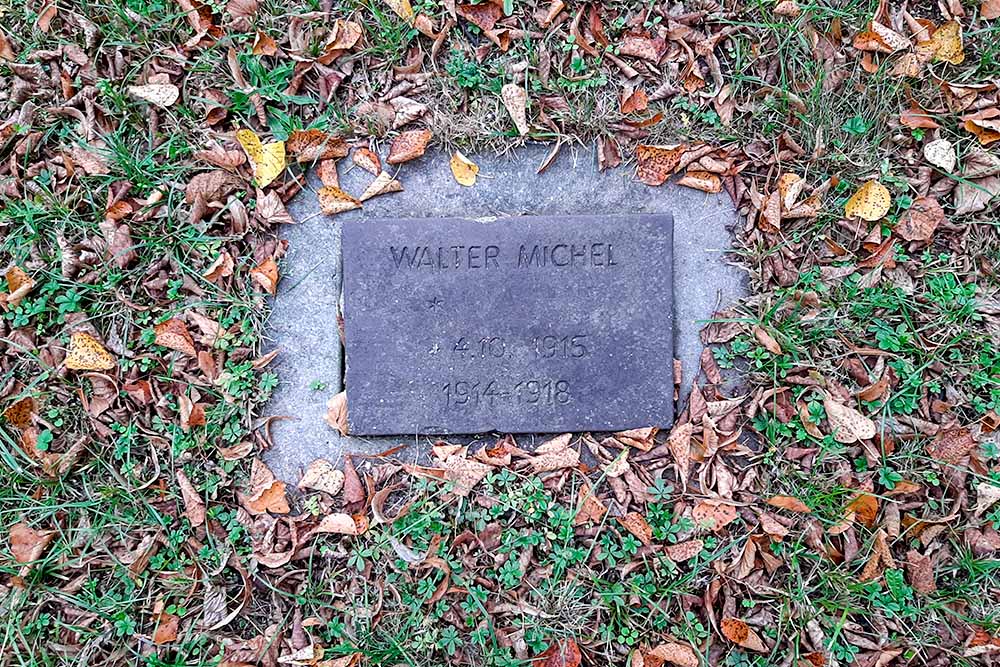 WALTER MICHEL
*
+ 4.10. 1915
1914-1918